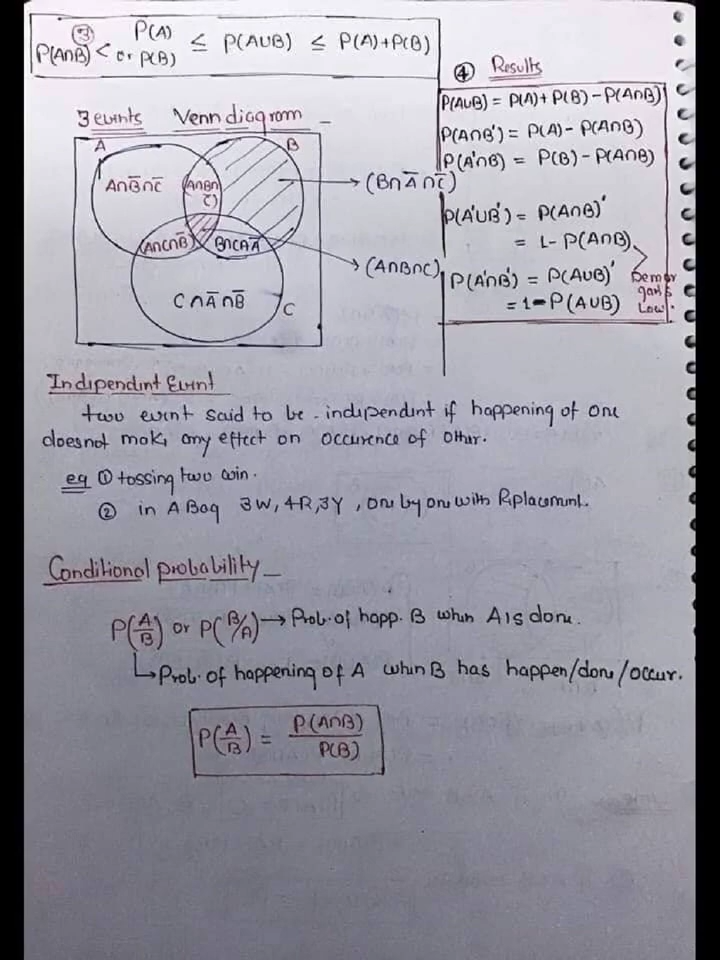 ③
P(A∩B) < P(A) or P(B) ≤ P(A∪B) ≤ P(A)+P(B)
④ Results
P(A∪B) = P(A)+P(B)-P(A∩B)
P(A∩B') = P(A)-P(A∩B)
P(A'∩B) = P(B)-P(A∩B)
P(A'∪B') = P(A∩B)'
= 1-P(A∩B)
P(A'∩B') = P(A∪B)'
= 1-P(A∪B)
Demorgan's Low.
3 events Venn diagram
A
B
A∩B̅∩C̅
(A∩B∩C̅)
(B∩A̅∩C̅)
(A∩C∩B̅)
B∩C∩A̅
(A∩B∩C)
C∩A̅∩B̅
C
Indipendint Event
two event said to be indipendint if happening of one
doesnot make any effect on occurence of other.
eg ① tossing two coin.
② in A Bag 3W, 4R, 3Y, one by one with Replacement.
Conditional probability
P(A/B) or P(B/A) → Prob. of happ. B when A is done.
Prob. of happening of A when B has happen/done/occur.
P(A/B) = P(A∩B)/P(B)